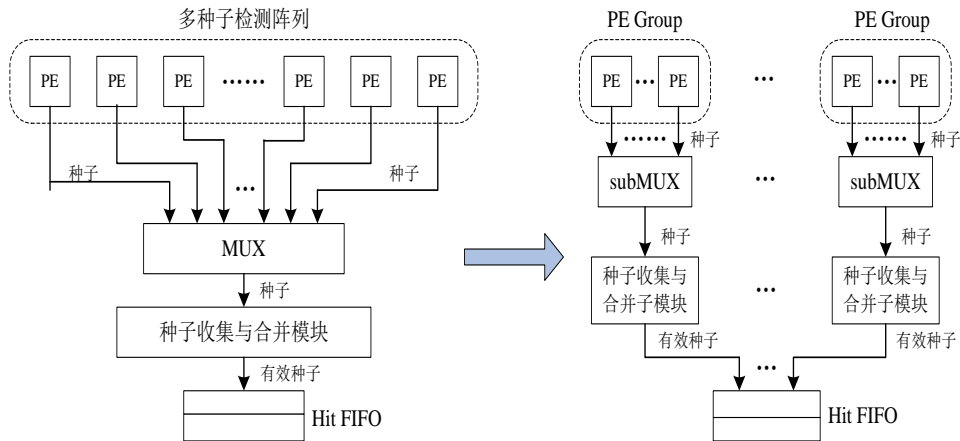 多种子检测阵列
PE PE PE …… PE PE PE
种子 … 种子
MUX
种子
种子收集与合并模块
有效种子
Hit FIFO
PE Group … PE Group
PE … PE PE … PE
…… 种子 …… 种子
subMUX … subMUX
种子 种子
种子收集与 … 种子收集与
合并子模块 合并子模块
有效种子 … 有效种子
Hit FIFO